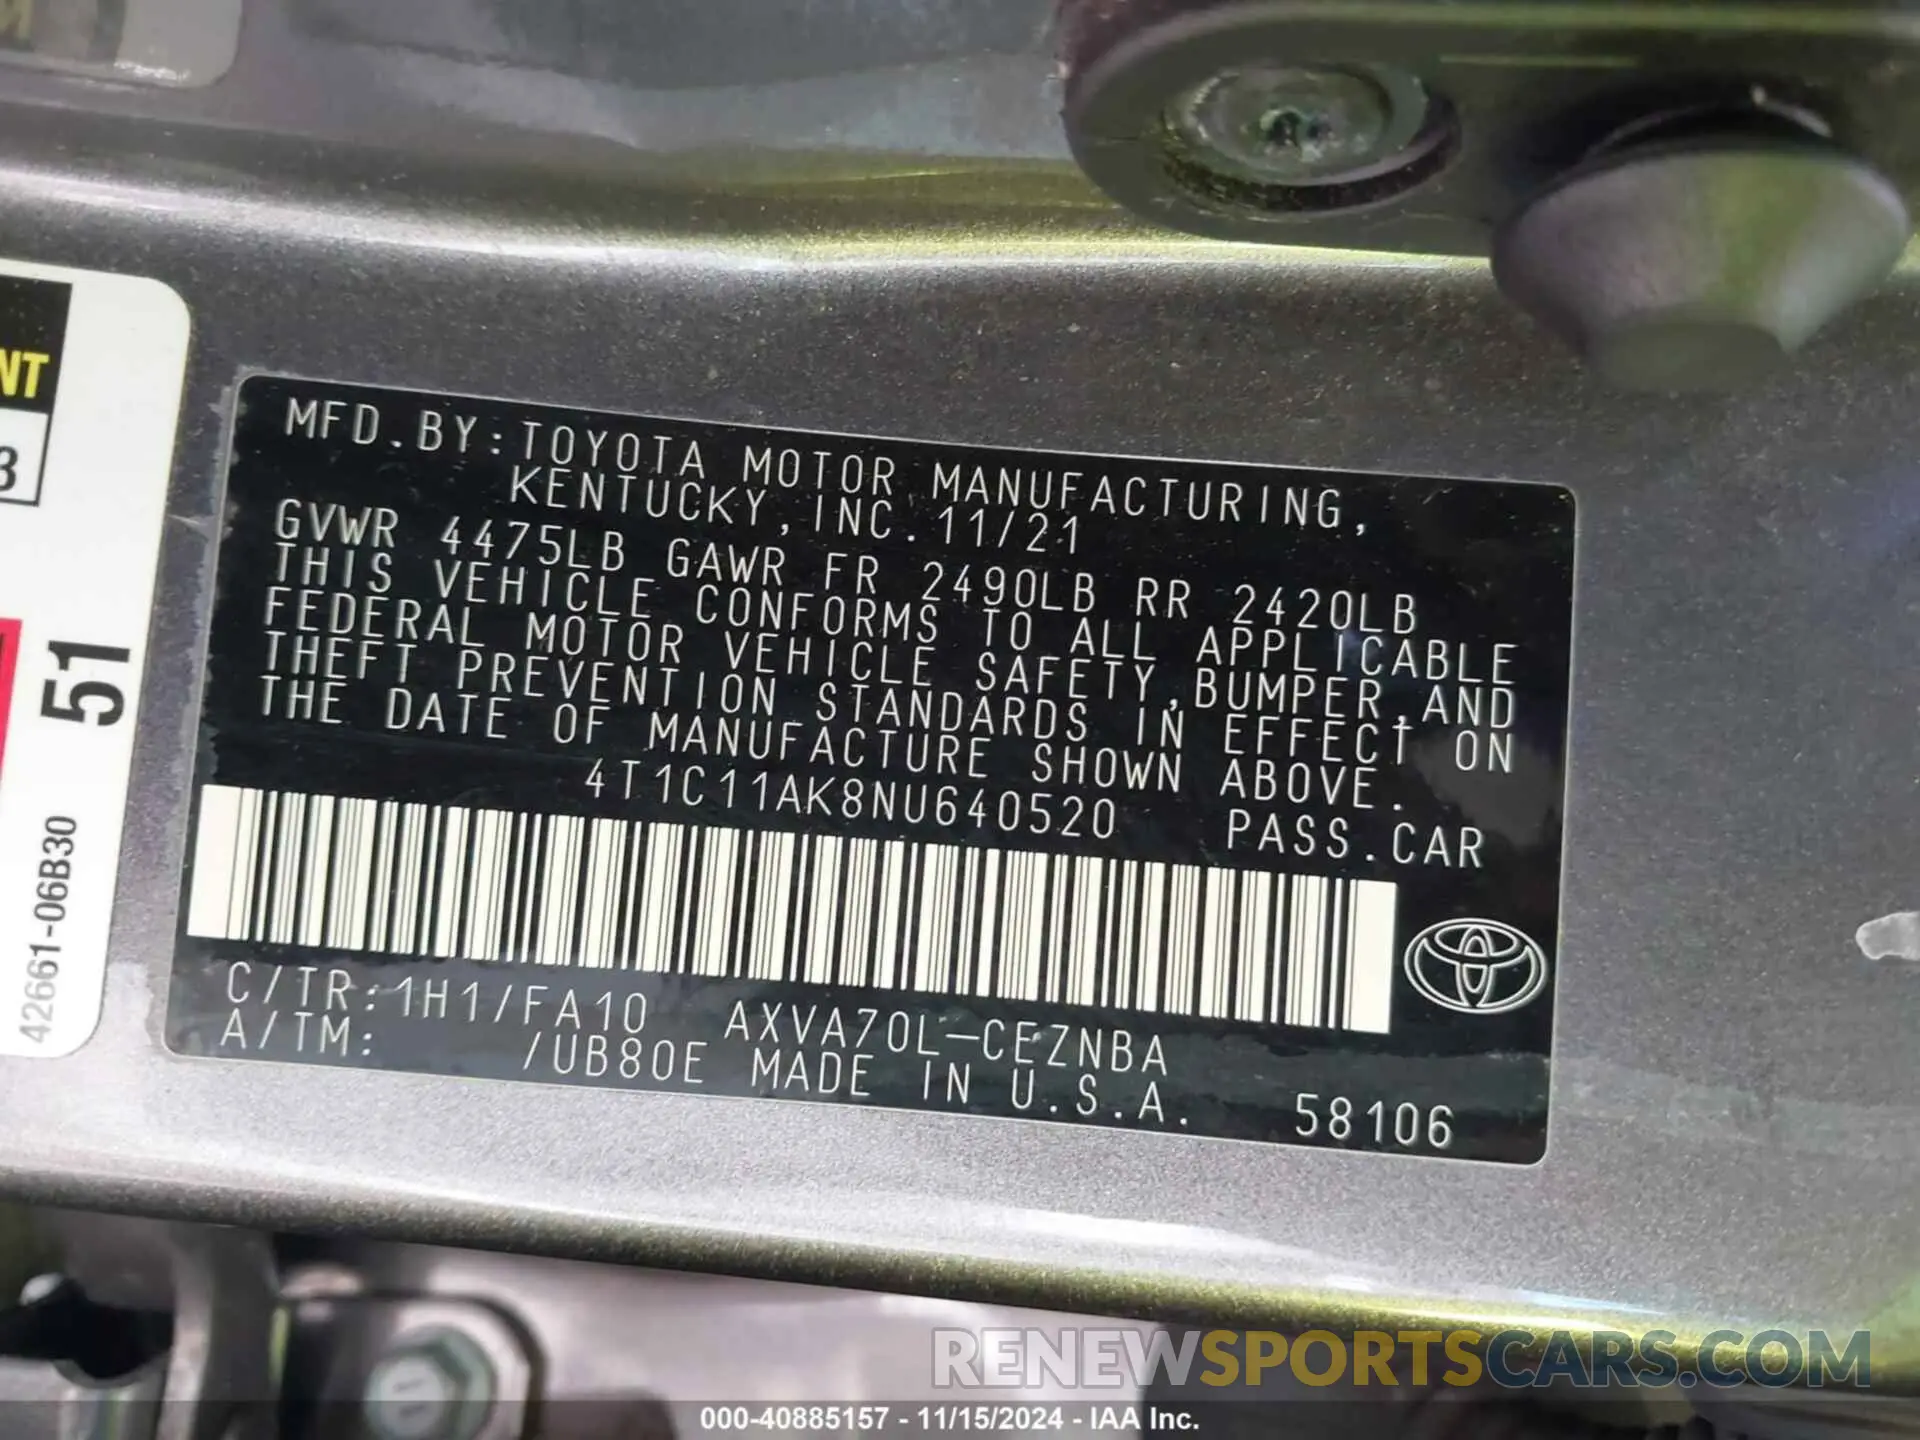 NT
3
51
42661-06B30
MFD.BY:TOYOTA MOTOR MANUFACTURING,
KENTUCKY,INC. 11/21
GVWR 4475LB GAWR FR 2490LB RR 2420LB
THIS VEHICLE CONFORMS TO ALL APPLICABLE
FEDERAL MOTOR VEHICLE SAFETY,BUMPER,AND
THEFT PREVENTION STANDARDS IN EFFECT ON
THE DATE OF MANUFACTURE SHOWN ABOVE.
4T1C11AK8NU640520 PASS.CAR
C/TR:1H1/FA10 AXVA70L-CEZNBA
A/TM: /UB80E MADE IN U.S.A. 58106
RENEWSPORTSCARS.COM
000-40885157 - 11/15/2024 - IAA Inc.